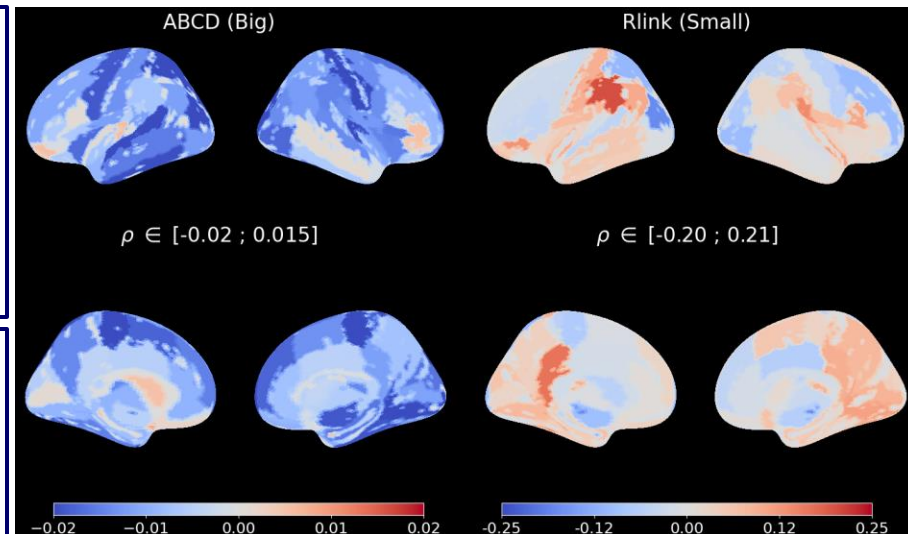 ABCD (Big)
Rlink (Small)
ρ ∈ [-0.02 ; 0.015]
ρ ∈ [-0.20 ; 0.21]
−0.02 −0.01 0.00 0.01 0.02
-0.25 -0.12 0.00 0.12 0.25